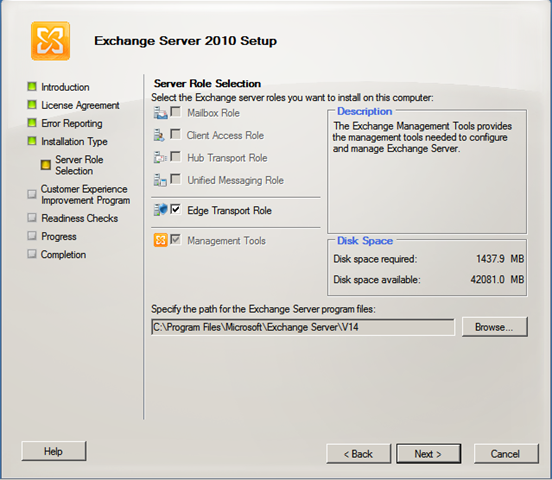 Exchange Server 2010 Setup
Introduction
License Agreement
Error Reporting
Installation Type
Server Role
Selection
Customer Experience
Improvement Program
Readiness Checks
Progress
Completion
Server Role Selection
Select the Exchange server roles you want to install on this computer:
Mailbox Role
Client Access Role
Hub Transport Role
Unified Messaging Role
Edge Transport Role
Management Tools
Description
The Exchange Management Tools provides
the management tools needed to configure
and manage Exchange Server.
Disk Space
Disk space required: 1437.9 MB
Disk space available: 42081.0 MB
Specify the path for the Exchange Server program files:
C:\Program Files\Microsoft\Exchange Server\V14
Browse...
Help
< Back
Next >
Cancel